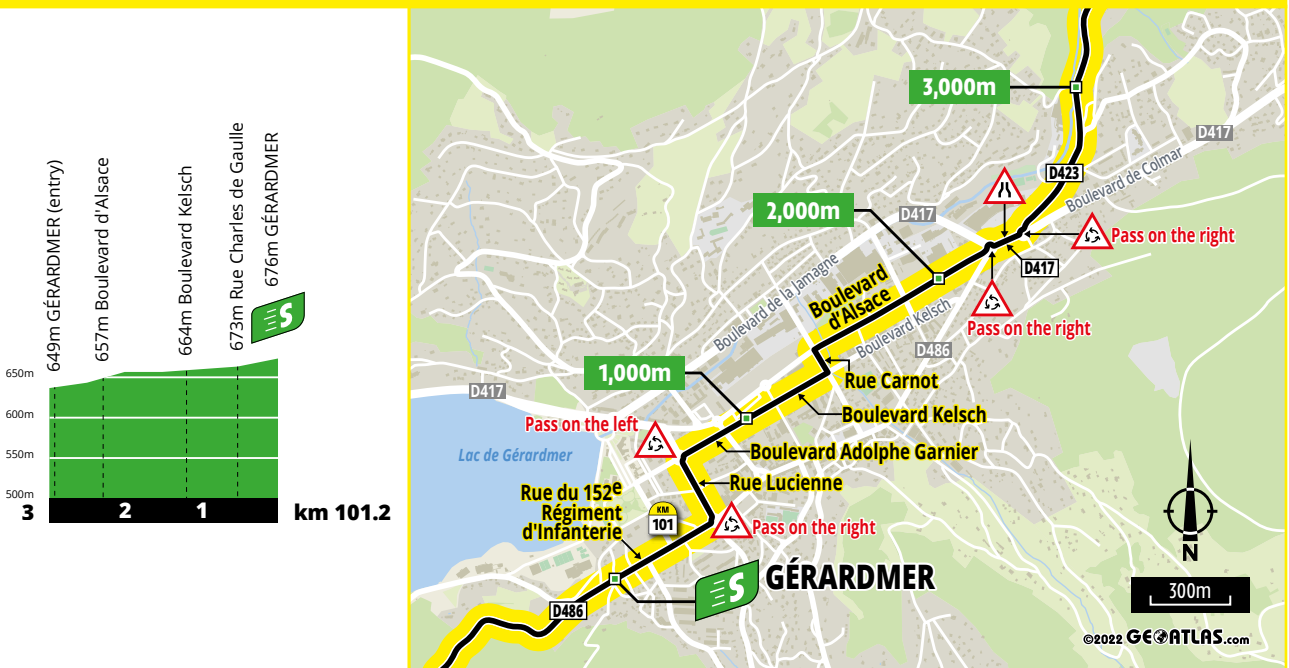 649m GÉRARDMER (entry)
657m Boulevard d'Alsace
664m Boulevard Kelsch
673m Rue Charles de Gaulle
676m GÉRARDMER
S
650m
600m
550m
500m
3
2
1
km 101.2
3,000m
D417
D423
Boulevard de Colmar
2,000m
D417
Pass on the right
D417
Boulevard de la Jamagne
Boulevard
d'Alsace
Pass on the right
Boulevard Kelsch
D486
1,000m
Rue Carnot
D417
Boulevard Kelsch
Pass on the left
Lac de Gérardmer
Boulevard Adolphe Garnier
Rue Lucienne
Rue du 152e
Régiment
d'Infanterie
KM
101
Pass on the right
S
GÉRARDMER
D486
N
300m
©2022 GEOATLAS.com